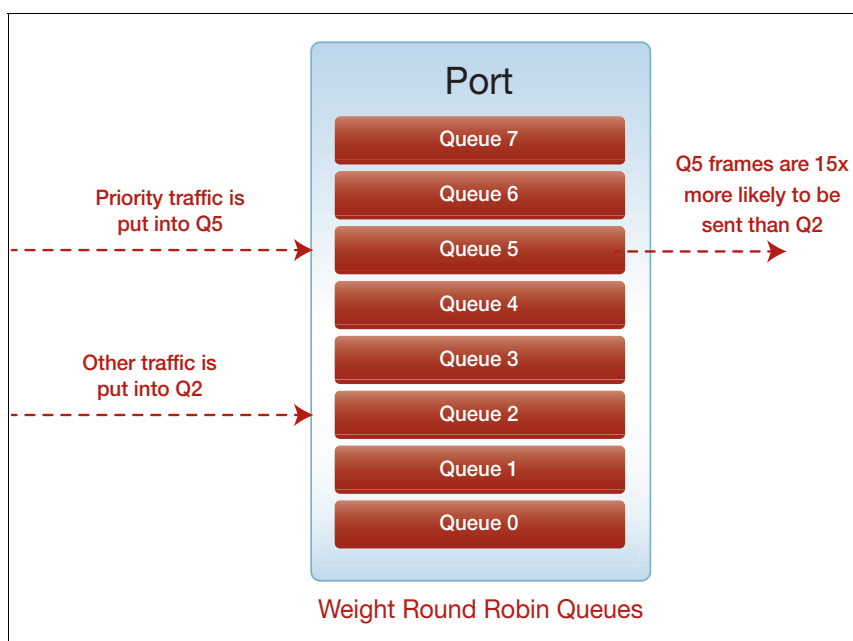 Port
Queue 7
Queue 6
Queue 5
Queue 4
Queue 3
Queue 2
Queue 1
Queue 0
Priority traffic is
put into Q5
Other traffic is
put into Q2
Q5 frames are 15x
more likely to be
sent than Q2
Weight Round Robin Queues